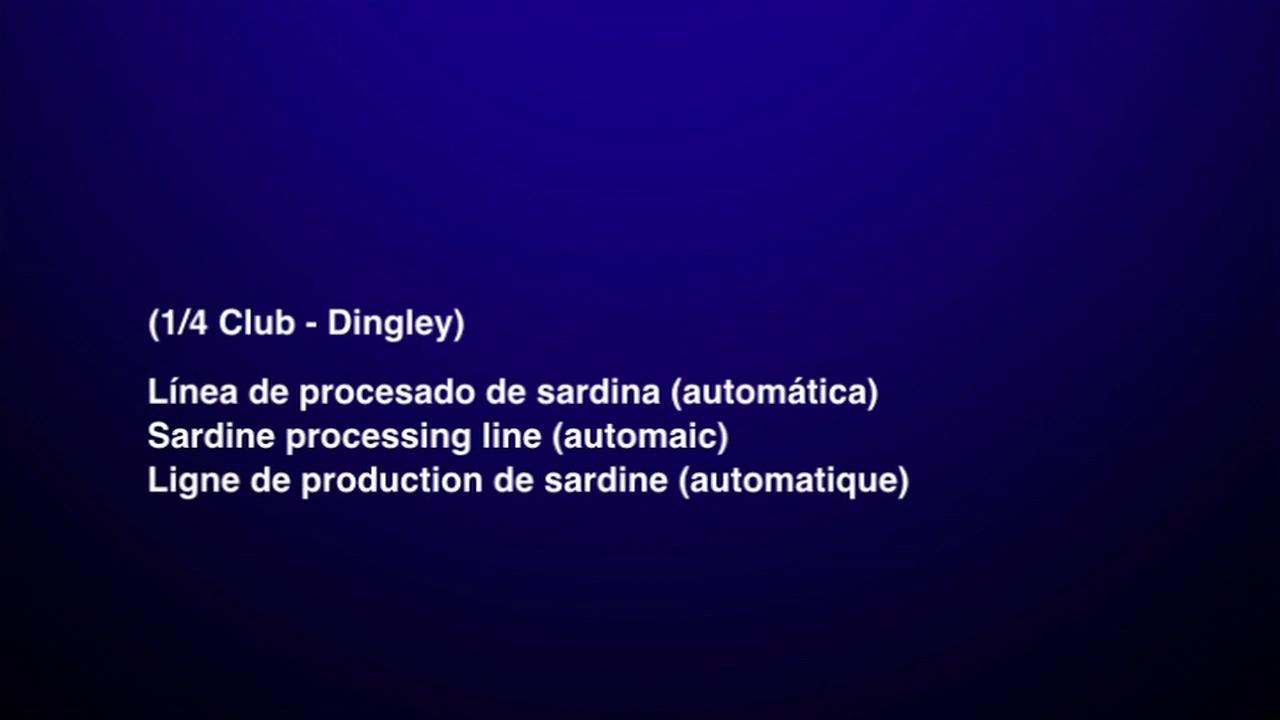 (1/4 Club - Dingley)
Línea de procesado de sardina (automática)
Sardine processing line (automaic)
Ligne de production de sardine (automatique)